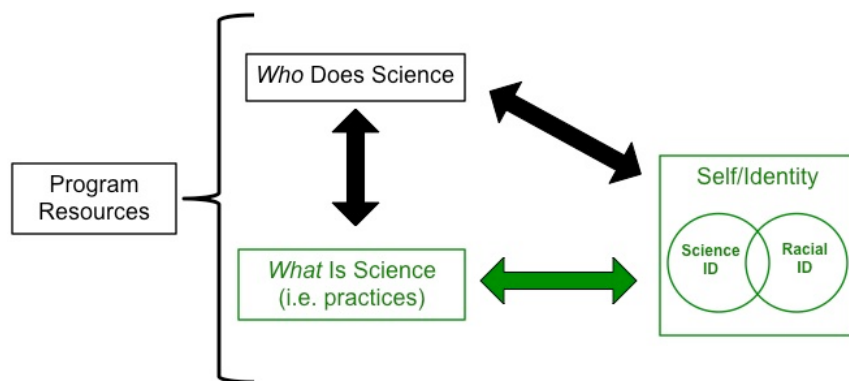 Who Does Science
Program
Resources
Self/Identity
Science
ID
Racial
ID
What Is Science
(i.e. practices)